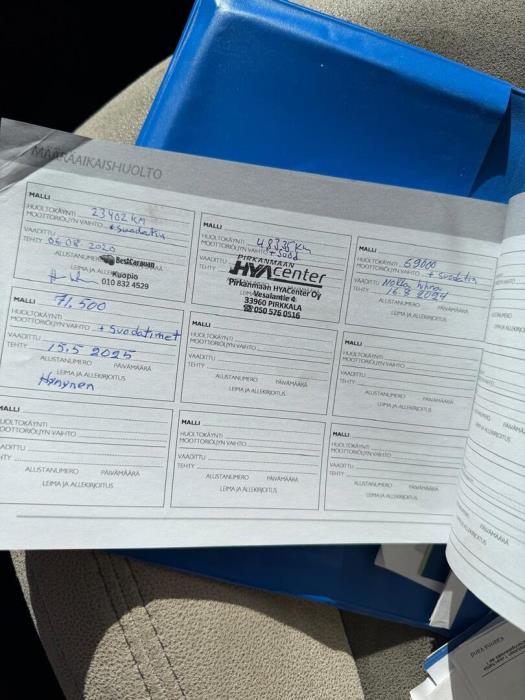 MÄÄRÄAIKAISHUOLTO
MALLI
HUOLTOKÄYNTI 23402 KM
MOOTTORIÖLJYN VAIHTO + suodatin
VAADITTU
TEHTY 06.08 2020
ALUSTANUMERO
BestCaravan
LEIMA JA
Kuopio
010 832 4529
MALLI
HUOLTOKÄYNTI 48335 km
MOOTTORIÖLJYN VAIHTO + suod
VAADITTU
TEHTY
PIRKANMAAN
HYAcenter
Pirkanmaan HYACenter Oy
Vesalantie 4
33960 PIRKKALA
☎ 050 576 0516
MALLI
HUOLTOKÄYNTI 69000
MOOTTORIÖLJYN VAIHTO + suodatin
VAADITTU
TEHTY 2024
ALUSTANUMERO PÄIVÄMÄÄRÄ
LEIMA JA ALLEKIRJOITUS
MALLI 71.500
HUOLTOKÄYNTI
MOOTTORIÖLJYN VAIHTO + suodatimet
VAADITTU
TEHTY 15.5 2025
ALUSTANUMERO PÄIVÄMÄÄRÄ
LEIMA JA ALLEKIRJOITUS
MALLI
HUOLTOKÄYNTI
MOOTTORIÖLJYN VAIHTO
VAADITTU
TEHTY
ALUSTANUMERO PÄIVÄMÄÄRÄ
LEIMA JA ALLEKIRJOITUS
MALLI
HUOLTOKÄYNTI
MOOTTORIÖLJYN VAIHTO
VAADITTU
TEHTY
ALUSTANUMERO PÄIVÄMÄÄRÄ
LEIMA JA ALLEKIRJOITUS
MALLI
HUOLTOKÄYNTI
MOOTTORIÖLJYN VAIHTO
VAADITTU
TEHTY
ALUSTANUMERO PÄIVÄMÄÄRÄ
LEIMA JA ALLEKIRJOITUS
MALLI
HUOLTOKÄYNTI
MOOTTORIÖLJYN VAIHTO
VAADITTU
TEHTY
ALUSTANUMERO PÄIVÄMÄÄRÄ
LEIMA JA ALLEKIRJOITUS
MALLI
HUOLTOKÄYNTI
MOOTTORIÖLJYN VAIHTO
VAADITTU
TEHTY
ALUSTANUMERO PÄIVÄMÄÄRÄ
LEIMA JA ALLEKIRJOITUS